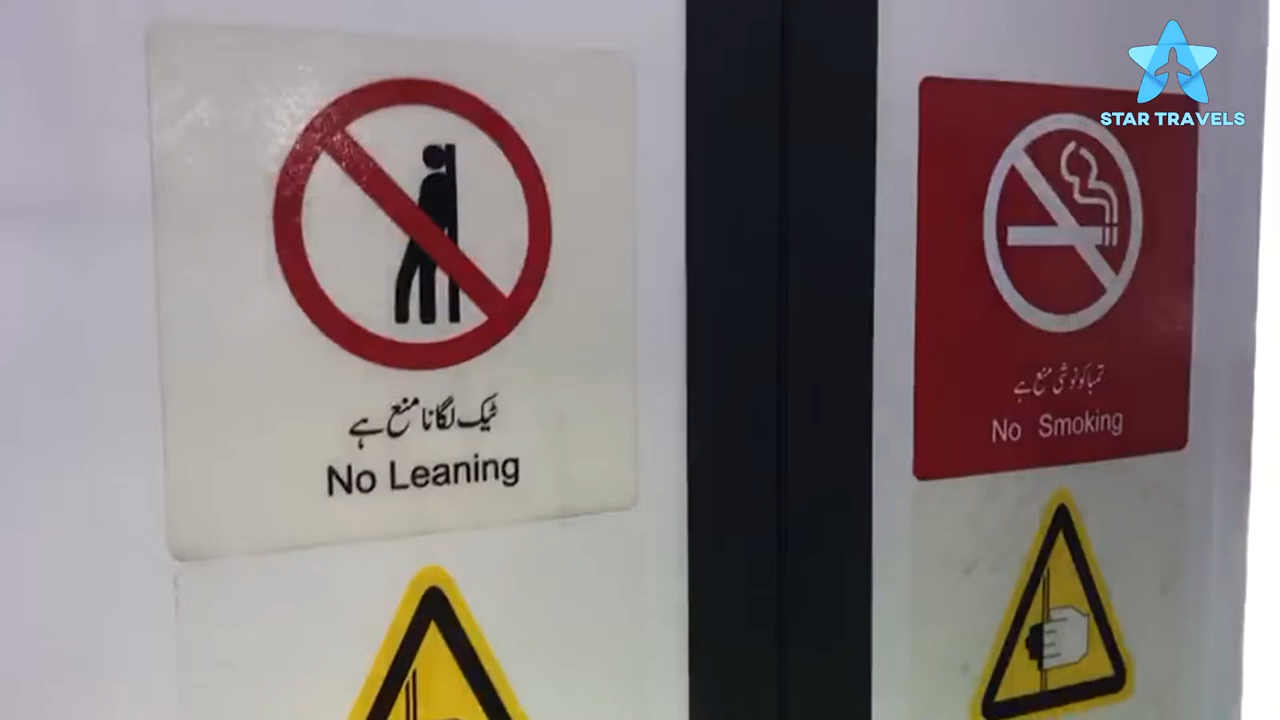 ٹیک لگانا منع ہے
No Leaning
STAR TRAVELS
تمباکو نوشی منع ہے
No Smoking